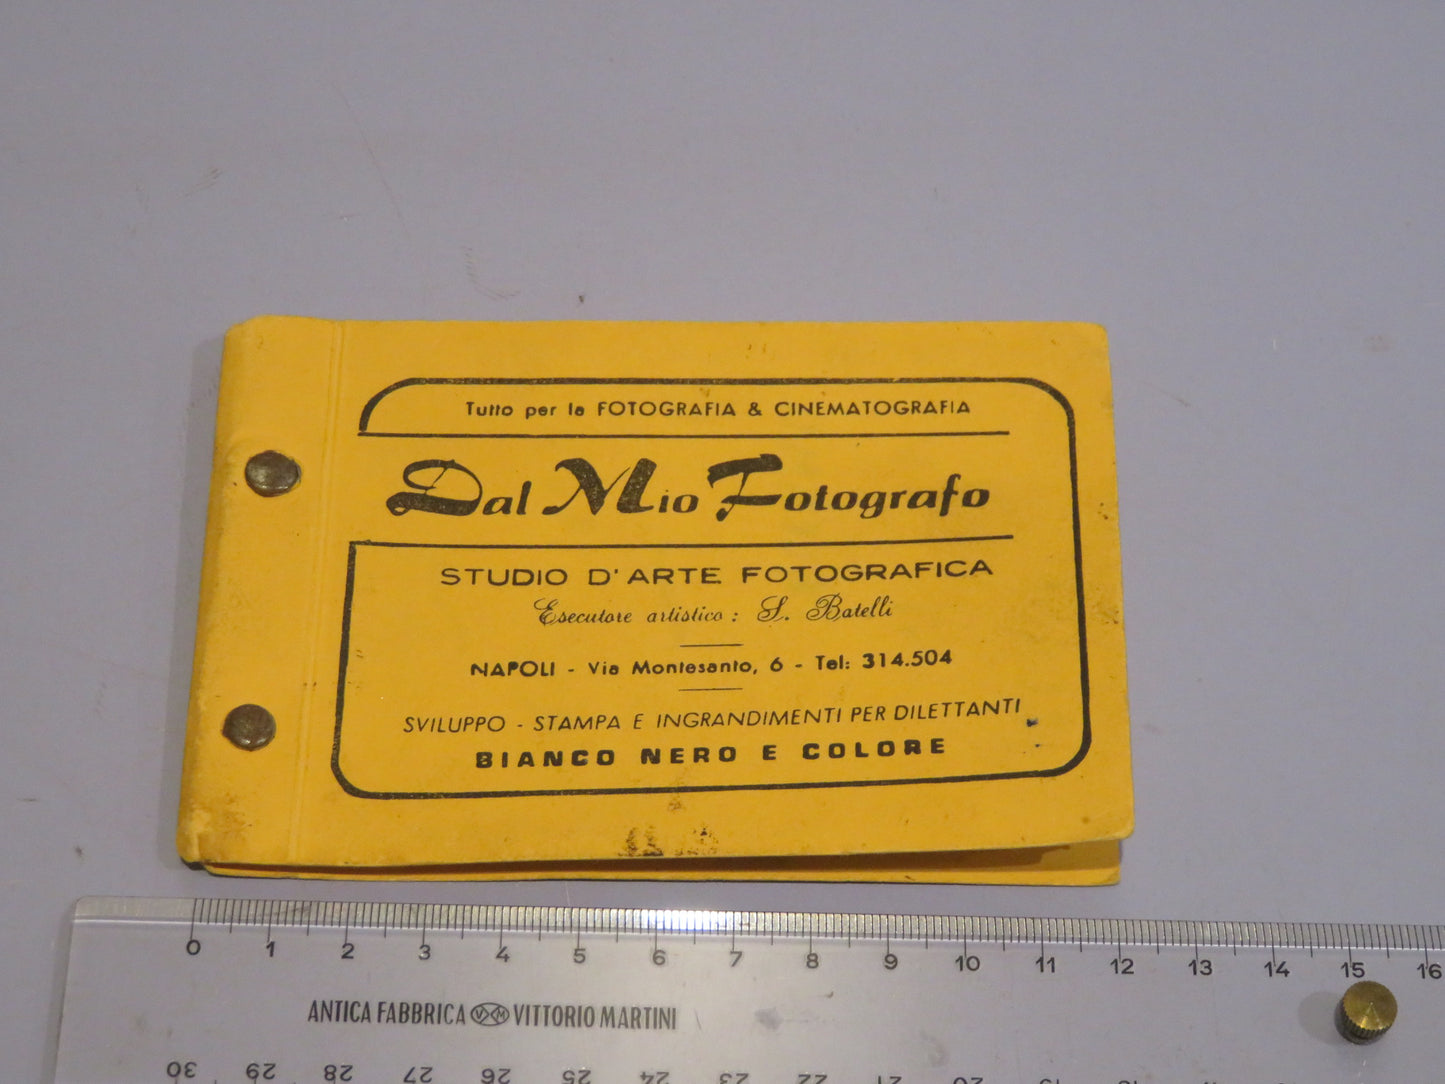 Tutto per la FOTOGRAFIA & CINEMATOGRAFIA
Dal Mio Fotografo
STUDIO D'ARTE FOTOGRAFICA
Esecutore artistico: S. Batelli
NAPOLI - Via Montesanto, 6 - Tel: 314.504
SVILUPPO - STAMPA E INGRANDIMENTI PER DILETTANTI
BIANCO NERO E COLORE
0 1 2 3 4 5 6 7 8 9 10 11 12 13 14 15 16
ANTICA FABBRICA VM VITTORIO MARTINI
30 29 28 27 26 25 24 23 22 21 20 19 18